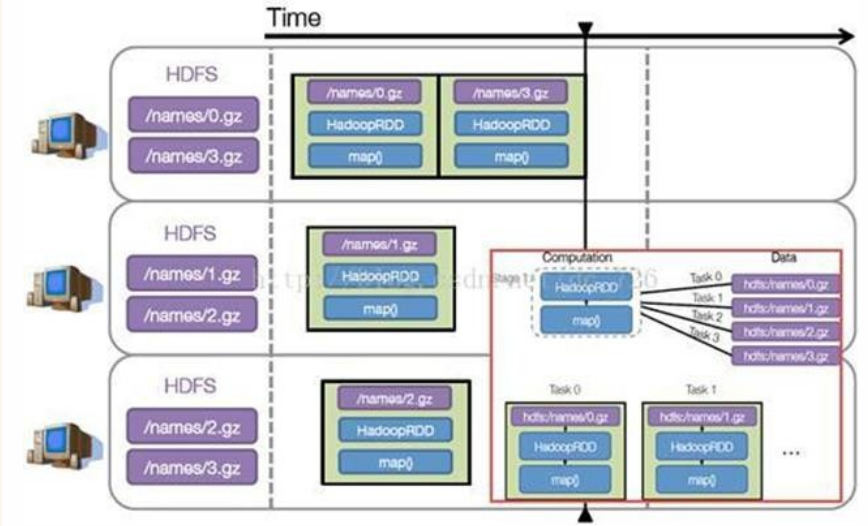 Time
HDFS
/names/0.gz
/names/3.gz
/names/0.gz
HadoopRDD
map()
/names/3.gz
HadoopRDD
map()
HDFS
/names/1.gz
/names/2.gz
/names/1.gz
HadoopRDD
map()
Computation
Data
Stage 1
HadoopRDD
map()
Task 0
Task 1
Task 2
Task 3
hdfs:/names/0.gz
hdfs:/names/1.gz
hdfs:/names/2.gz
hdfs:/names/3.gz
HDFS
/names/2.gz
/names/3.gz
/names/2.gz
HadoopRDD
map()
Task 0
hdfs:/names/0.gz
HadoopRDD
map()
Task 1
hdfs:/names/1.gz
HadoopRDD
map()
...